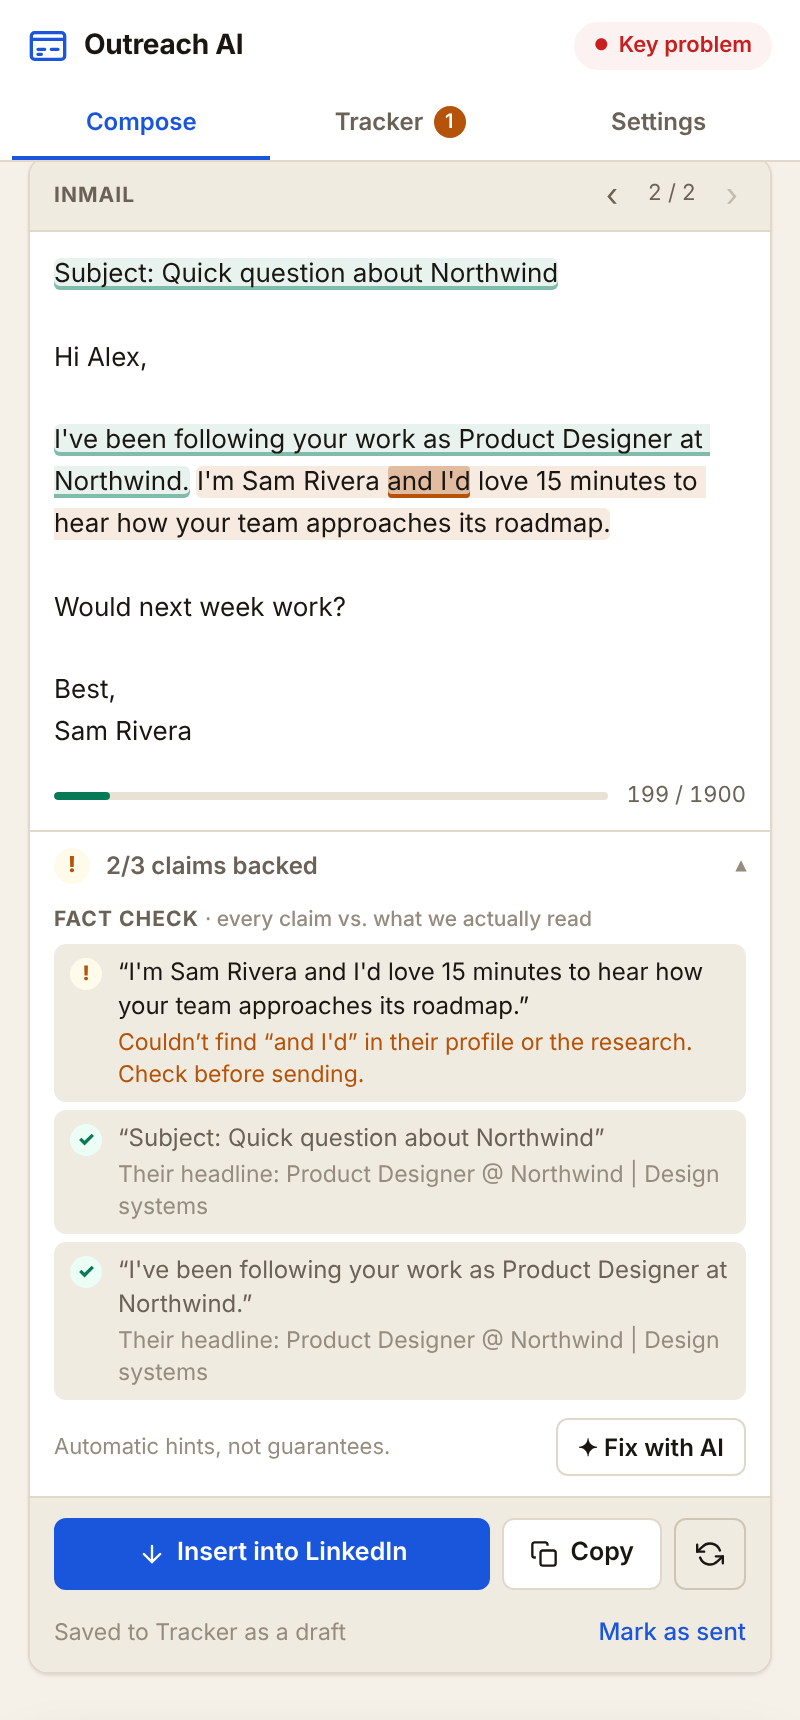 Outreach AI
Key problem
Compose
Tracker 1
Settings
INMAIL
‹ 2 / 2 ›
Subject: Quick question about Northwind
Hi Alex,
I've been following your work as Product Designer at
Northwind. I'm Sam Rivera and I'd love 15 minutes to
hear how your team approaches its roadmap.
Would next week work?
Best,
Sam Rivera
199 / 1900
! 2/3 claims backed ▲
FACT CHECK · every claim vs. what we actually read
! “I'm Sam Rivera and I'd love 15 minutes to hear how
your team approaches its roadmap.”
Couldn’t find “and I'd” in their profile or the research.
Check before sending.
“Subject: Quick question about Northwind”
Their headline: Product Designer @ Northwind | Design
systems
“I've been following your work as Product Designer at
Northwind.”
Their headline: Product Designer @ Northwind | Design
systems
Automatic hints, not guarantees.
✦ Fix with AI
Insert into LinkedIn
Copy
Saved to Tracker as a draft
Mark as sent